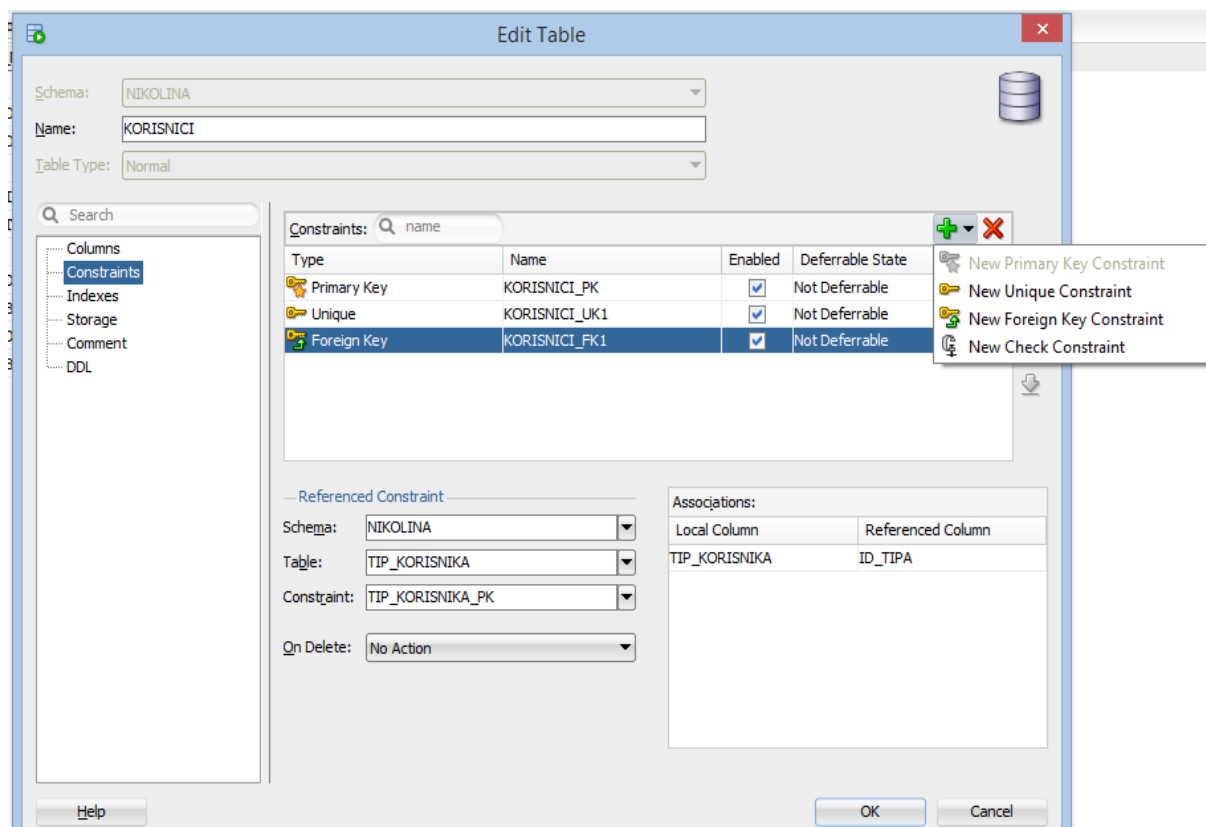 Edit Table
Schema: NIKOLINA
Name: KORISNICI
Table Type: Normal
Search
Columns
Constraints
Indexes
Storage
Comment
DDL
Constraints: name
Type Name Enabled Deferrable State
Primary Key KORISNICI_PK Not Deferrable
Unique KORISNICI_UK1 Not Deferrable
Foreign Key KORISNICI_FK1 Not Deferrable
New Primary Key Constraint
New Unique Constraint
New Foreign Key Constraint
New Check Constraint
Referenced Constraint
Schema: NIKOLINA
Table: TIP_KORISNIKA
Constraint: TIP_KORISNIKA_PK
On Delete: No Action
Associations:
Local Column Referenced Column
TIP_KORISNIKA ID_TIPA
Help OK Cancel